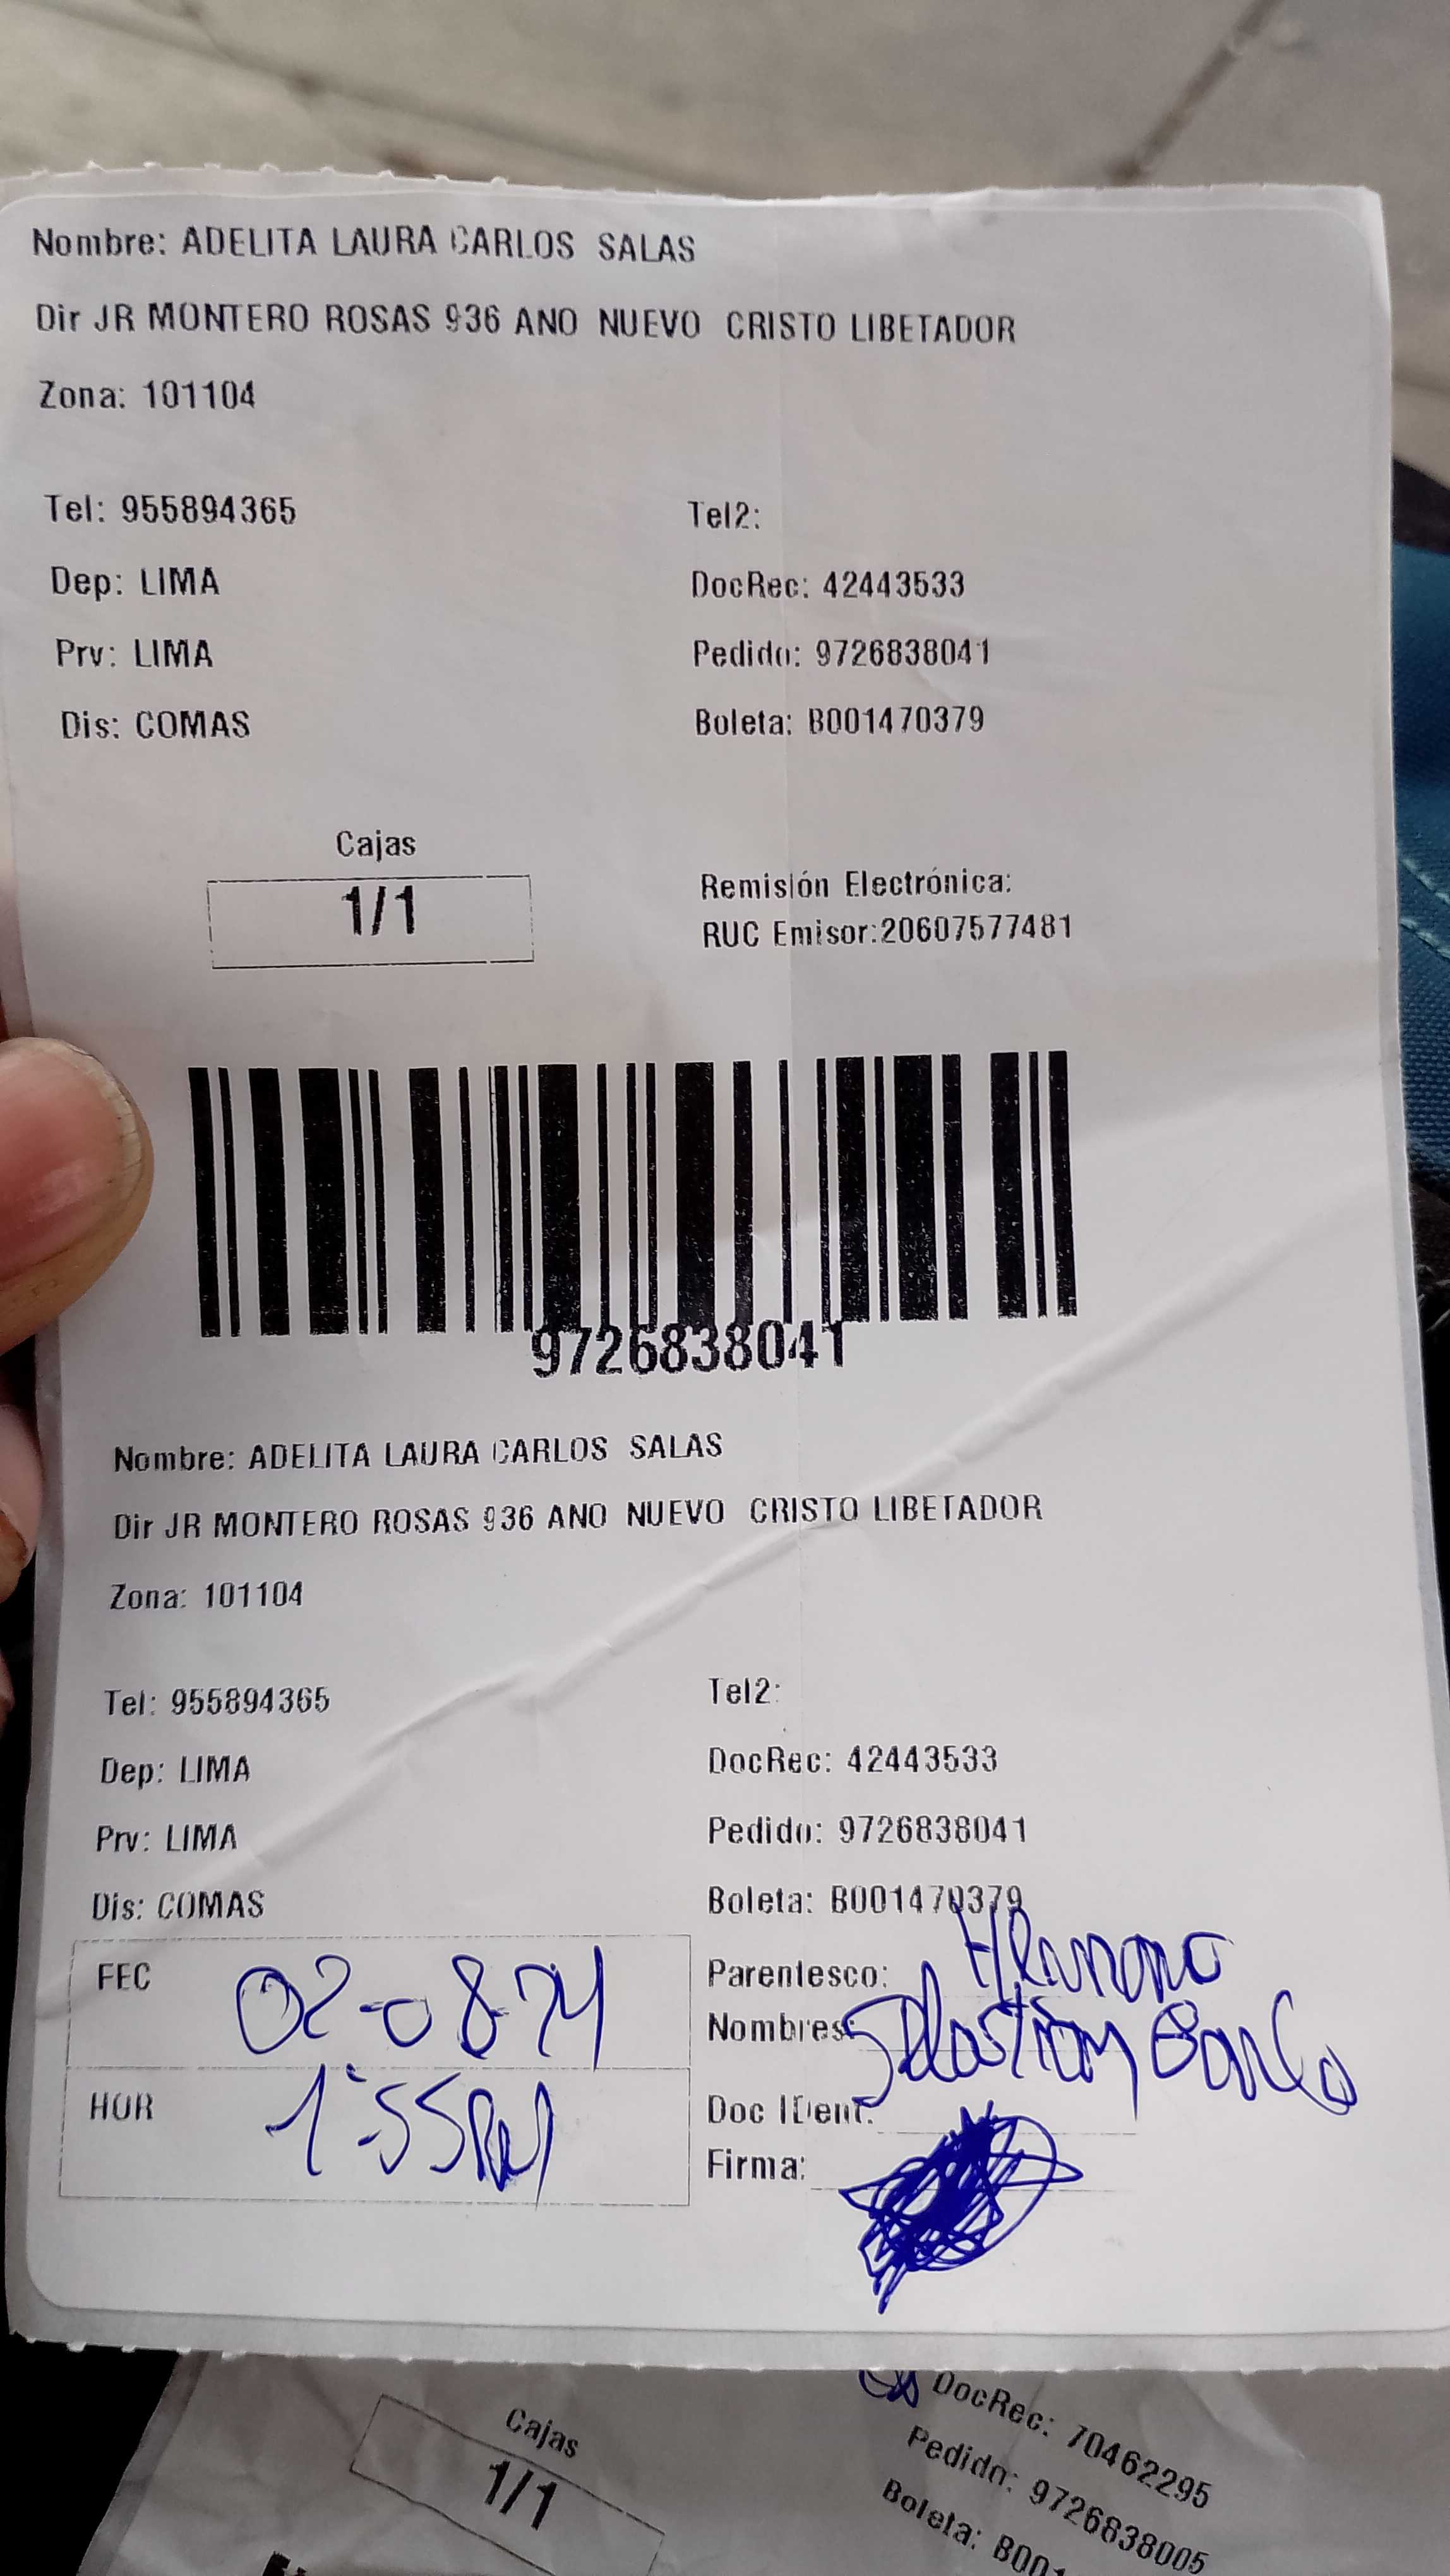 Nombre: ADELITA LAURA CARLOS SALAS
Dir JR MONTERO ROSAS 936 ANO NUEVO CRISTO LIBETADOR
Zona: 101104
Tel: 955894365 Tel2:
Dep: LIMA DocRec: 42443533
Prv: LIMA Pedido: 9726838041
Dis: COMAS Boleta: B001470379
Cajas
1/1
Remisión Electrónica:
RUC Emisor:20607577481
9726838041
Nombre: ADELITA LAURA CARLOS SALAS
Dir JR MONTERO ROSAS 936 ANO NUEVO CRISTO LIBETADOR
Zona: 101104
Tel: 955894365 Tel2:
Dep: LIMA DocRec: 42443533
Prv: LIMA Pedido: 9726838041
Dis: COMAS Boleta: B001470379
FEC 02-08-24 Parentesco: Hermano
Nombres: Sebastian Carlos
HOR 1:55PM Doc IDent:
Firma:
Cajas
1/1
DocRec: 70462295
Pedido: 9726838005
Boleta: B001